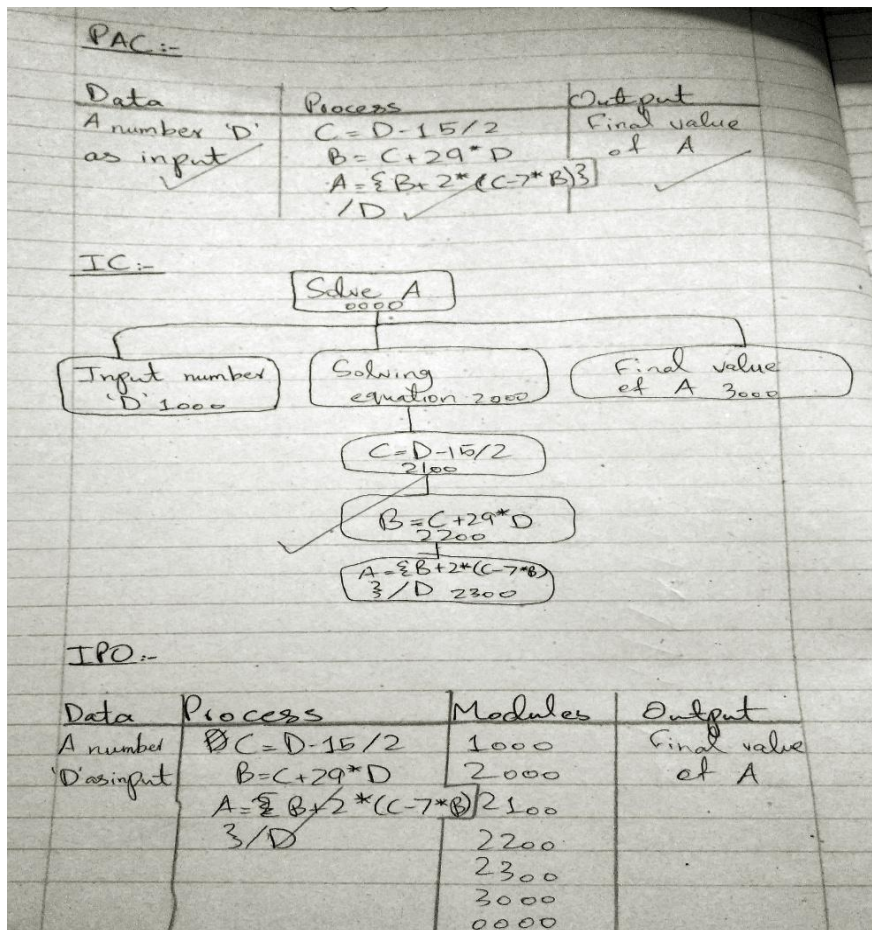 PAC:-
Data Process Output
A number 'D' C = D-15/2 Final value
as input B = C+29*D of A
A = {B+2*(C-7*B)}
/D
IC:-
Solve A
0000
Input number Solving Final value
'D' 1000 equation 2000 of A 3000
C=D-15/2
2100
B=C+29*D
2200
A={B+2*(C-7*B)
}/D 2300
IPO:-
Data Process Modules Output
A number C=D-15/2 1000 Final value
'D' as input B=C+29*D 2000 of A
A={B+2*(C-7*B) 2100
}/D 2200
2300
3000
0000